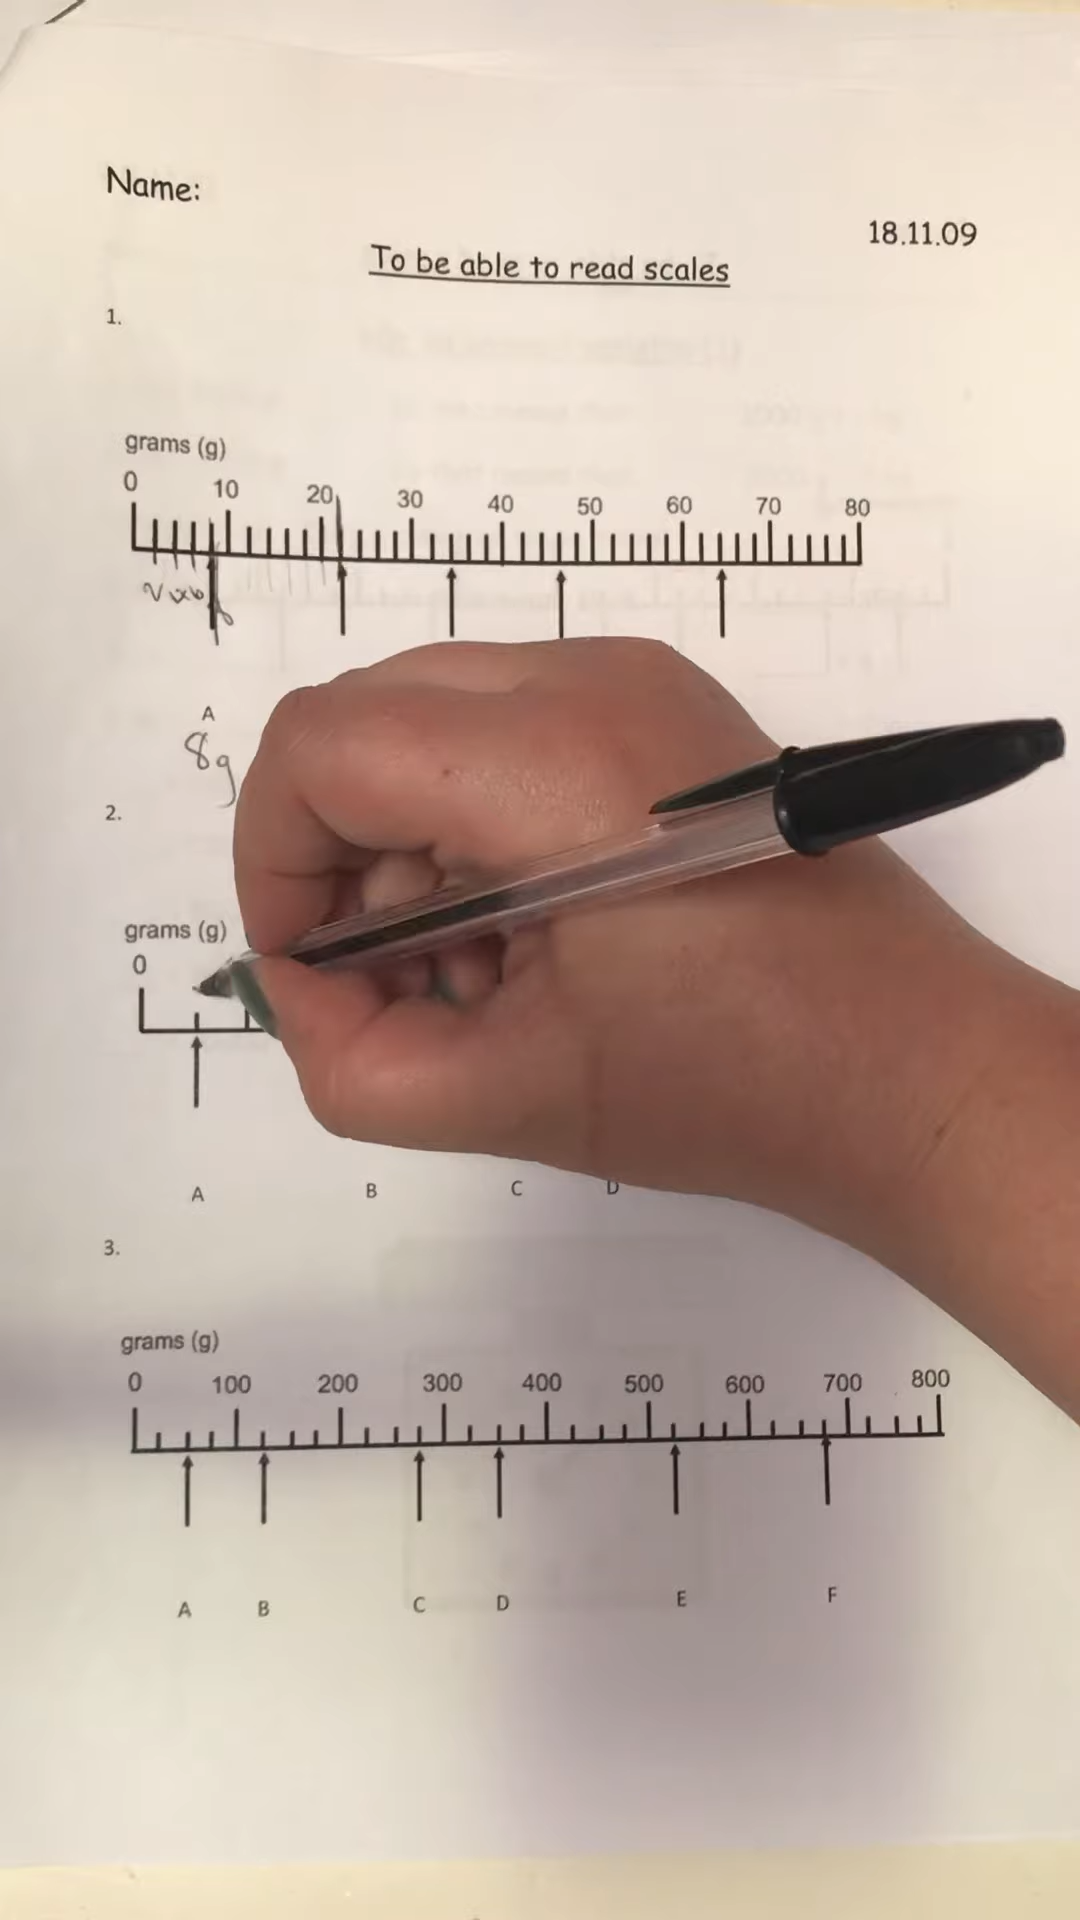 Name:
18.11.09
To be able to read scales
1.
grams (g)
0 10 20 30 40 50 60 70 80
A
8g
2.
grams (g)
0
A B C D
3.
grams (g)
0 100 200 300 400 500 600 700 800
A B C D E F